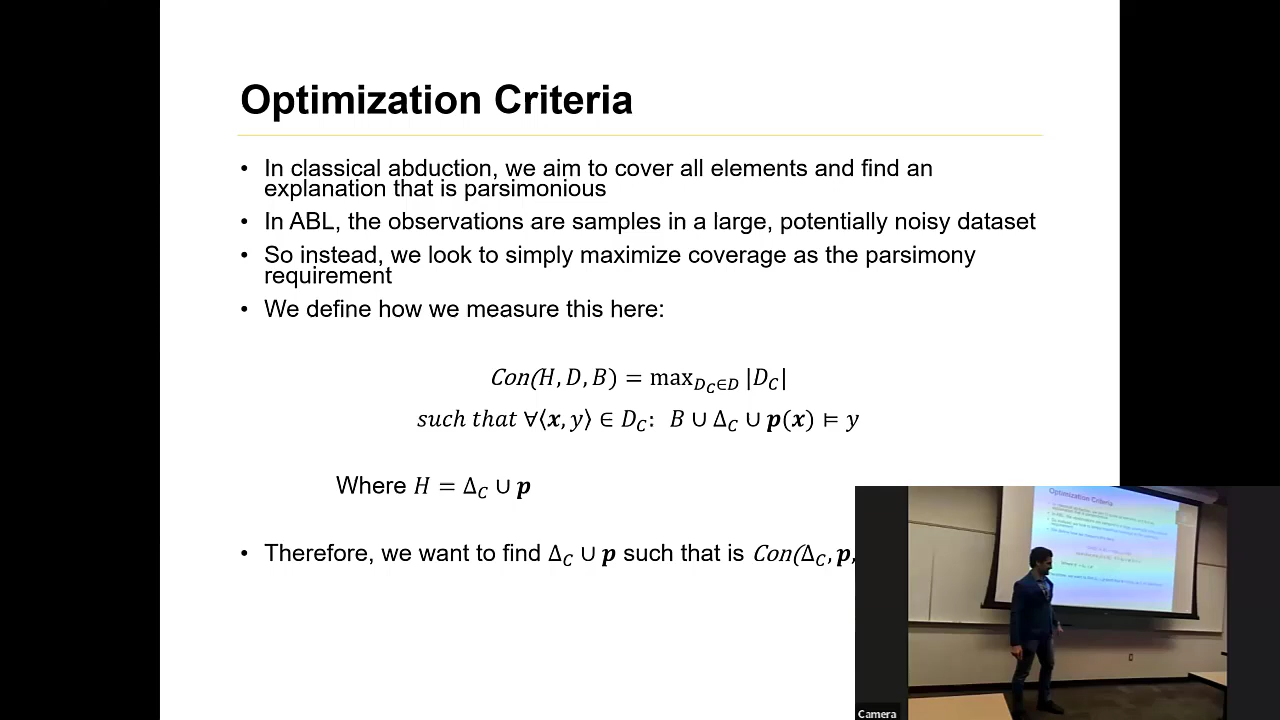 Optimization Criteria
• In classical abduction, we aim to cover all elements and find an
explanation that is parsimonious
• In ABL, the observations are samples in a large, potentially noisy dataset
• So instead, we look to simply maximize coverage as the parsimony
requirement
• We define how we measure this here:
Con(H, D, B) = max_{D_C∈D} |D_C|
such that ∀⟨x, y⟩ ∈ D_C: B ∪ Δ_C ∪ p(x) ⊨ y
Where H = Δ_C ∪ p
• Therefore, we want to find Δ_C ∪ p such that is Con(Δ_C, p,
Optimization Criteria
Camera